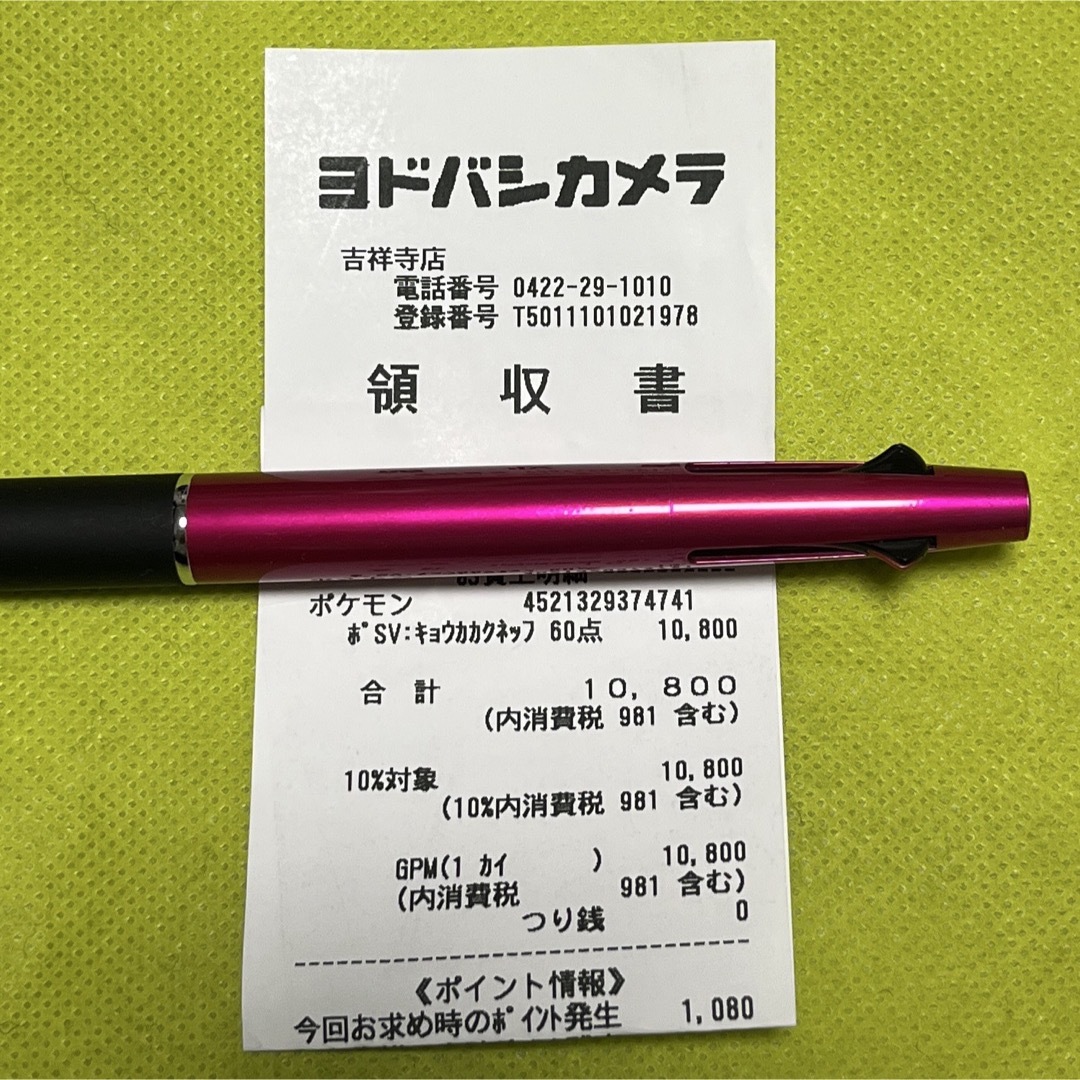 ヨドバシカメラ
吉祥寺店
電話番号 0422-29-1010
登録番号 T5011101021978
領 収 書
ポケモン 4521329374741
ﾎﾟSV:ｷｮｳｶｶｸﾈｯﾌ 60点 10,800
合 計 10,800
(内消費税 981 含む)
10%対象 10,800
(10%内消費税 981 含む)
GPM(1 ｶｲ ) 10,800
(内消費税 981 含む)
つり銭 0
《ポイント情報》
今回お求め時のﾎﾟｲﾝﾄ発生 1,080